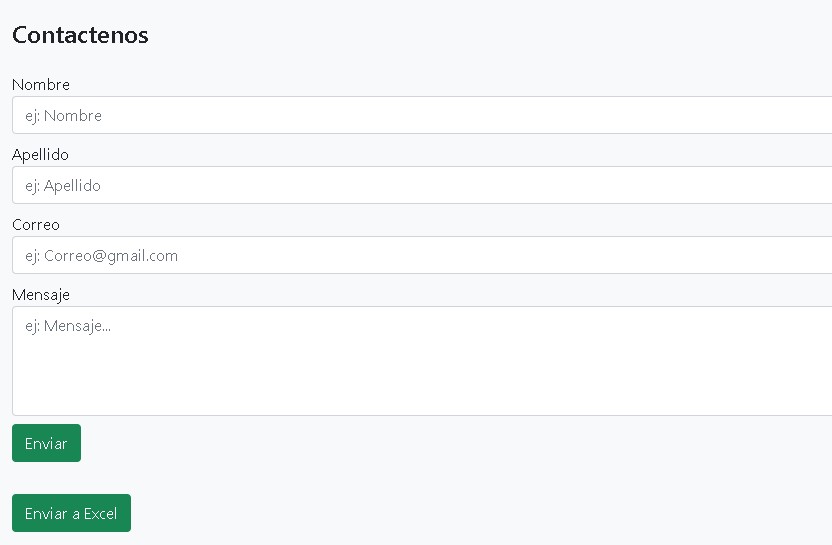 Contactenos
Nombre
ej: Nombre
Apellido
ej: Apellido
Correo
ej: Correo@gmail.com
Mensaje
ej: Mensaje...
Enviar
Enviar a Excel